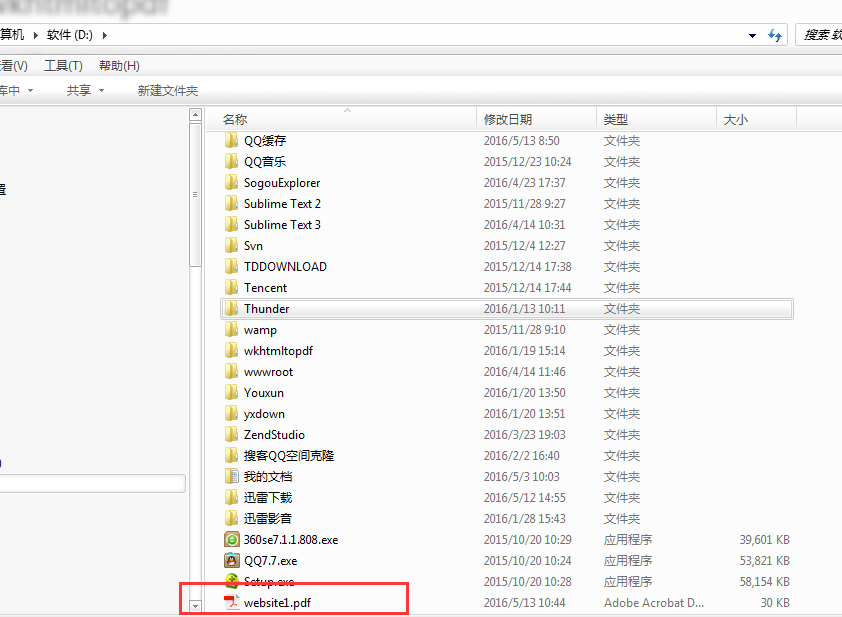 算机 ▸ 软件 (D:) ▸ 搜索 软
看(V) 工具(T) 帮助(H)
库中 共享 新建文件夹
名称 修改日期 类型 大小
QQ缓存 2016/5/13 8:50 文件夹
QQ音乐 2015/12/23 10:24 文件夹
SogouExplorer 2016/4/23 17:37 文件夹
Sublime Text 2 2015/11/28 9:27 文件夹
Sublime Text 3 2016/4/14 10:31 文件夹
Svn 2015/12/4 12:27 文件夹
TDDOWNLOAD 2015/12/14 17:38 文件夹
Tencent 2015/12/14 17:44 文件夹
Thunder 2016/1/13 10:11 文件夹
wamp 2015/11/28 9:10 文件夹
wkhtmltopdf 2016/1/19 15:14 文件夹
wwwroot 2016/4/14 11:46 文件夹
Youxun 2016/1/20 13:50 文件夹
yxdown 2016/1/20 13:51 文件夹
ZendStudio 2016/3/23 19:03 文件夹
搜客QQ空间克隆 2016/2/2 16:40 文件夹
我的文档 2016/5/3 10:03 文件夹
迅雷下载 2016/5/12 14:55 文件夹
迅雷影音 2016/1/28 15:43 文件夹
360se7.1.1.808.exe 2015/10/20 10:29 应用程序 39,601 KB
QQ7.7.exe 2015/10/20 10:24 应用程序 53,821 KB
Setup.exe 2015/10/20 10:28 应用程序 58,154 KB
website1.pdf 2016/5/13 10:44 Adobe Acrobat D... 30 KB